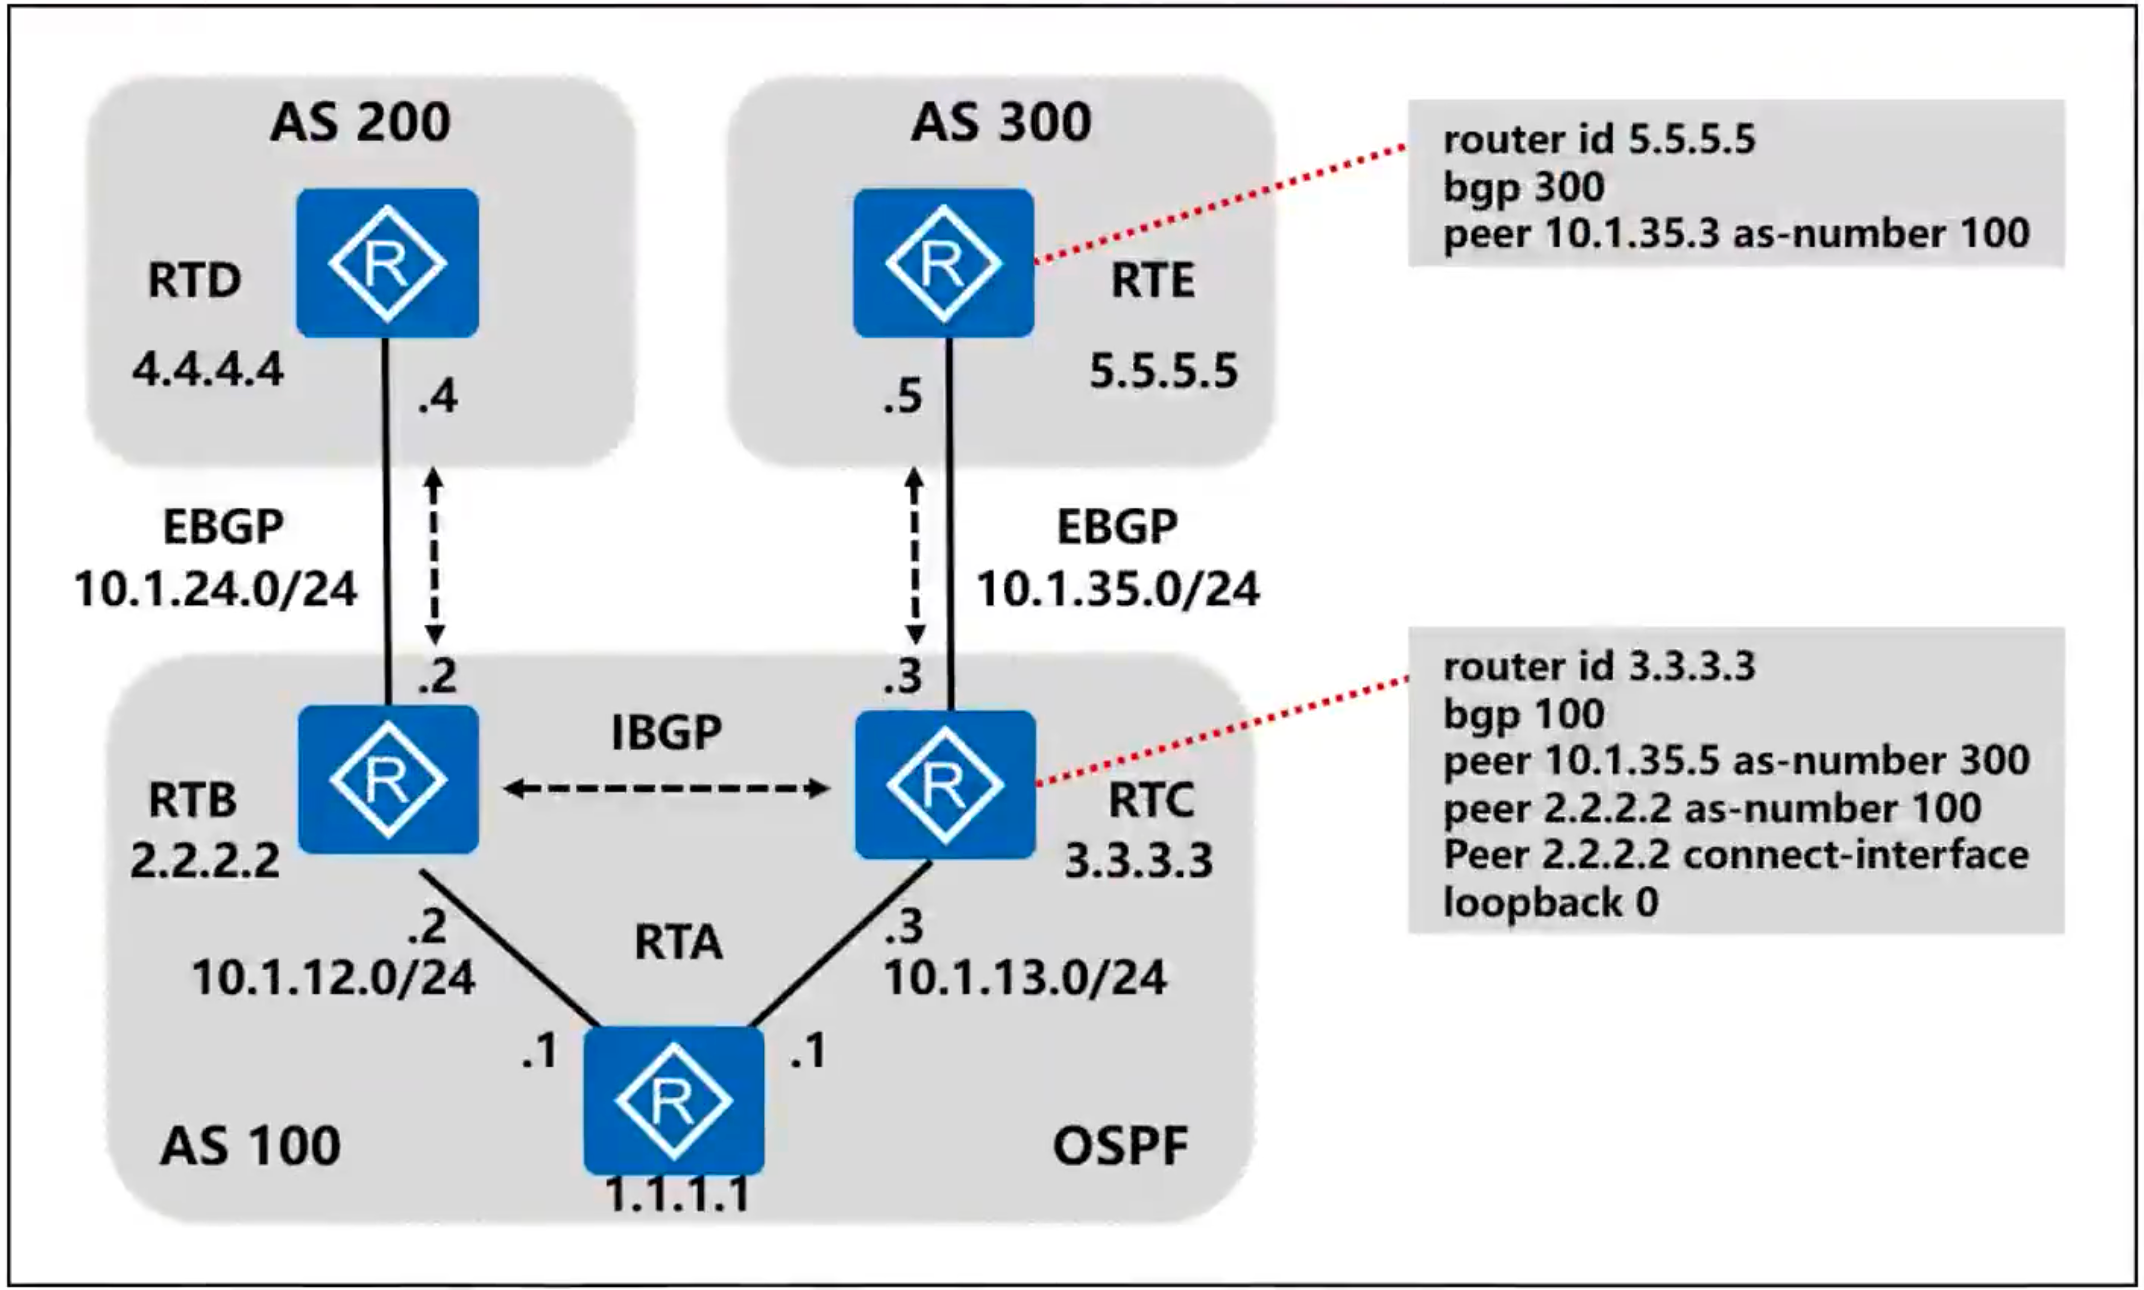 AS 200
AS 300
R
R
RTD
4.4.4.4
.4
RTE
5.5.5.5
.5
router id 5.5.5.5
bgp 300
peer 10.1.35.3 as-number 100
EBGP
10.1.24.0/24
EBGP
10.1.35.0/24
.2
.3
R
IBGP
R
RTB
2.2.2.2
RTC
3.3.3.3
router id 3.3.3.3
bgp 100
peer 10.1.35.5 as-number 300
peer 2.2.2.2 as-number 100
Peer 2.2.2.2 connect-interface
loopback 0
.2
10.1.12.0/24
RTA
.3
10.1.13.0/24
.1
.1
R
1.1.1.1
AS 100
OSPF